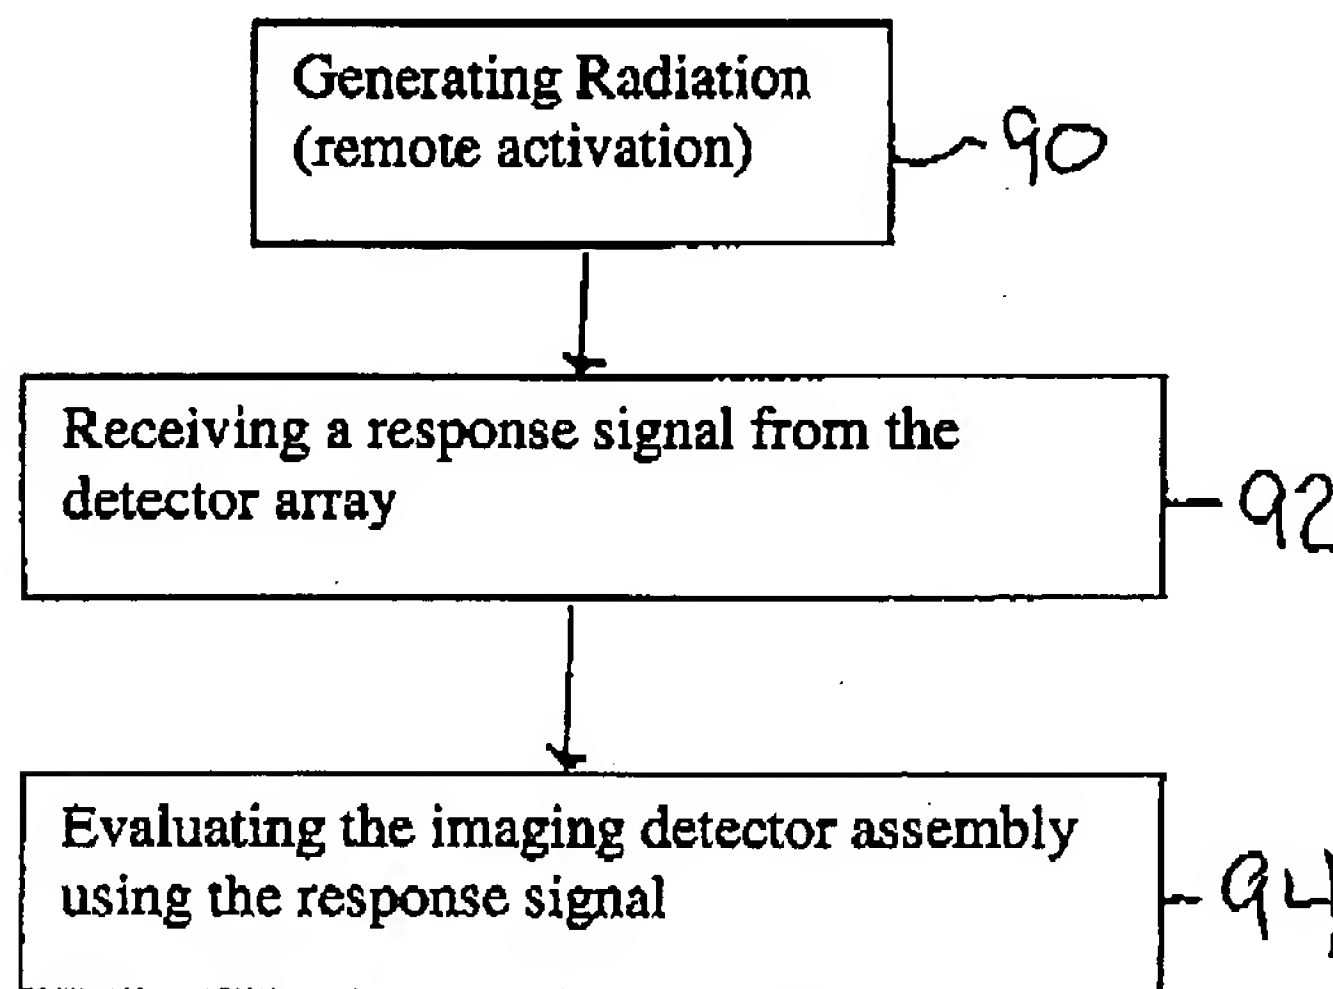 Generating Radiation
(remote activation)
90
Receiving a response signal from the
detector array
92
Evaluating the imaging detector assembly
using the response signal
94